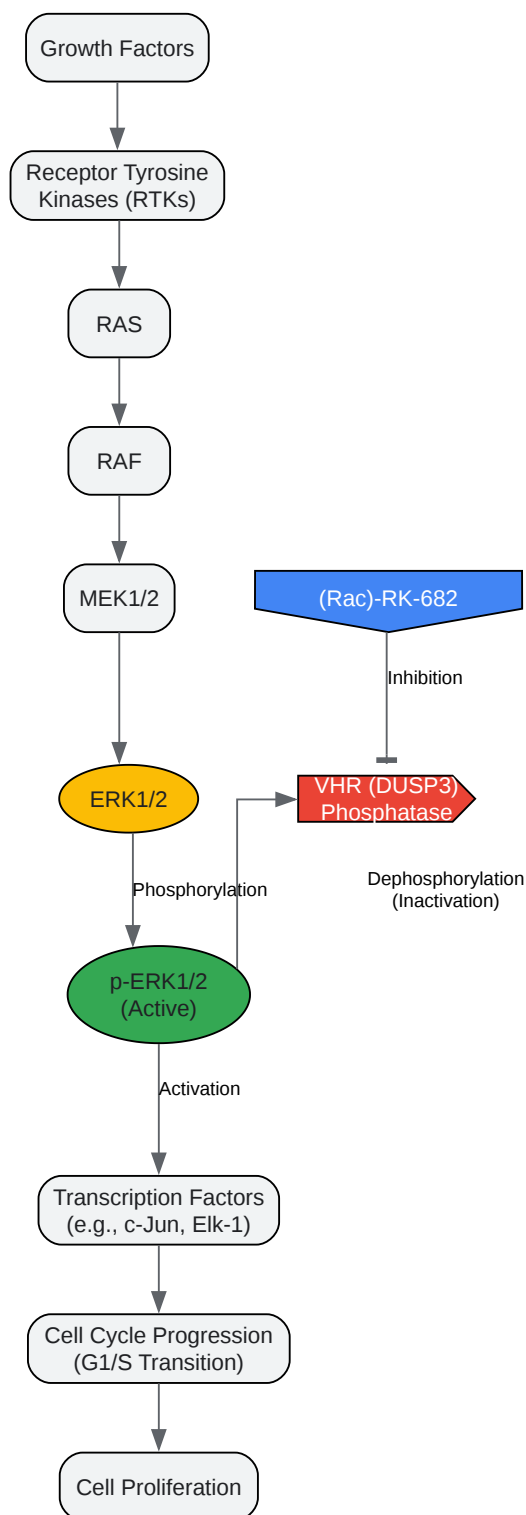 Growth Factors
Receptor Tyrosine
Kinases (RTKs)
RAS
RAF
MEK1/2
(Rac)-RK-682
Inhibition
ERK1/2
VHR (DUSP3)
Phosphatase
Phosphorylation
Dephosphorylation
(Inactivation)
p-ERK1/2
(Active)
Activation
Transcription Factors
(e.g., c-Jun, Elk-1)
Cell Cycle Progression
(G1/S Transition)
Cell Proliferation